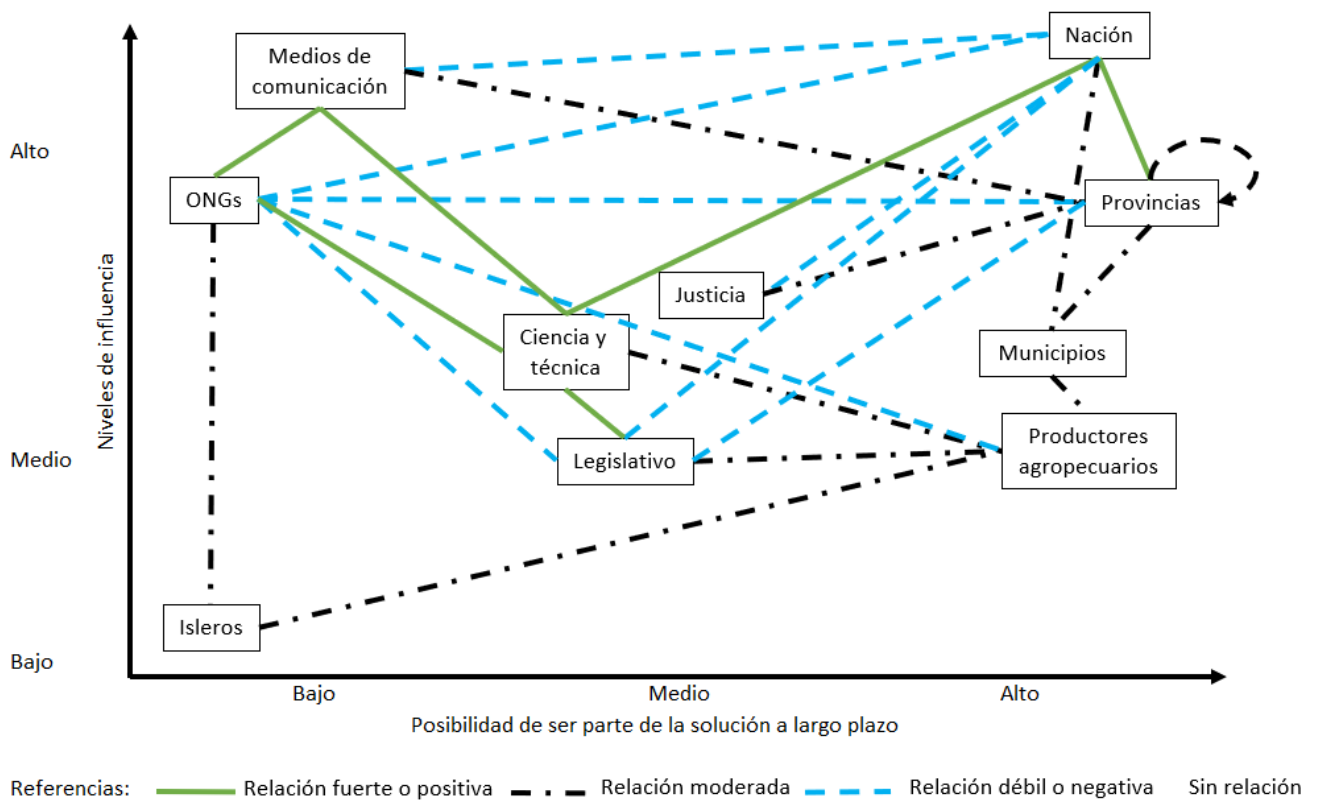 Nación
Medios de
comunicación
Alto
ONGs
Provincias
Niveles de influencia
Justicia
Ciencia y
técnica
Municipios
Productores
agropecuarios
Medio
Legislativo
Isleros
Bajo
Bajo
Medio
Alto
Posibilidad de ser parte de la solución a largo plazo
Referencias: Relación fuerte o positiva Relación moderada Relación débil o negativa Sin relación